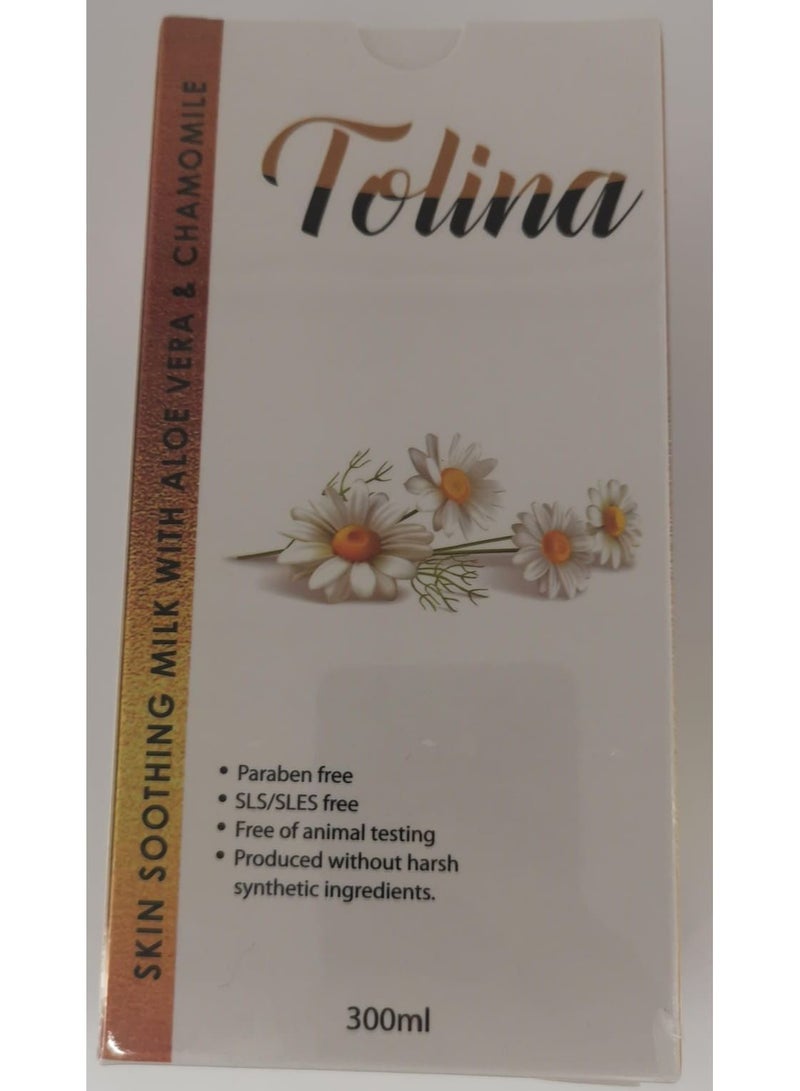 Tolina
SKIN SOOTHING MILK WITH ALOE VERA & CHAMOMILE
• Paraben free
• SLS/SLES free
• Free of animal testing
• Produced without harsh
synthetic ingredients.
300ml